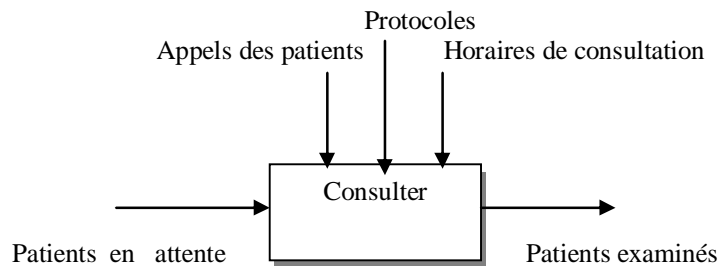 Protocoles
Appels des patients
Horaires de consultation
Consulter
Patients en attente
Patients examinés